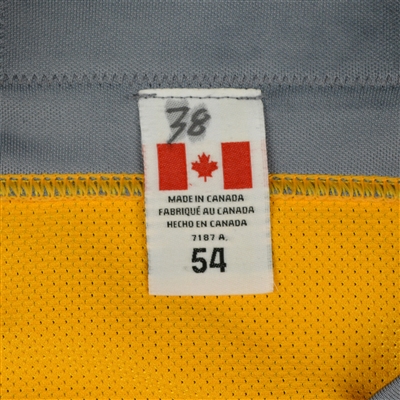 38
MADE IN CANADA
FABRIQUÉ AU CANADA
HECHO EN CANADA
7187 A.
54